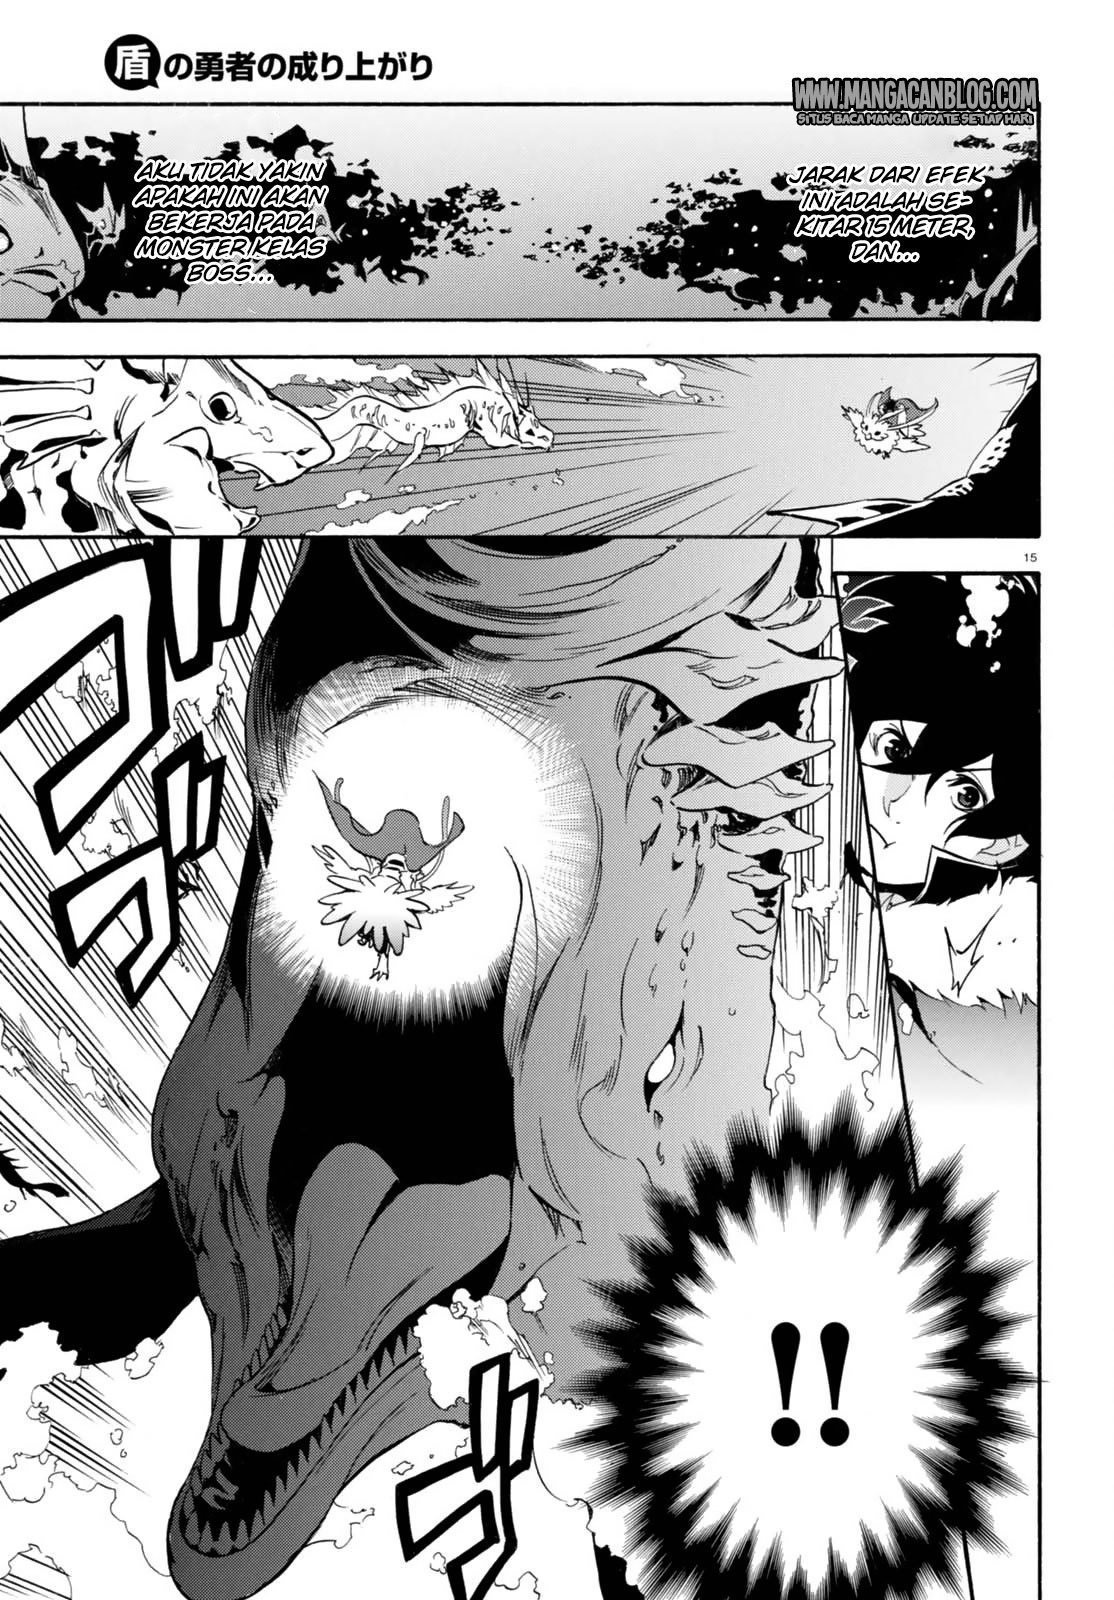 盾の勇者の成り上がり
WWW.MANGACANBLOG.COM
SITUS BACA MANGA UPDATE SETIAP HARI
JARAK DARI EFEK
INI ADALAH SE-
KITAR 15 METER,
DAN...
AKU TIDAK YAKIN
APAKAH INI AKAN
BEKERJA PADA
MONSTER KELAS
BOSS...
15
!!